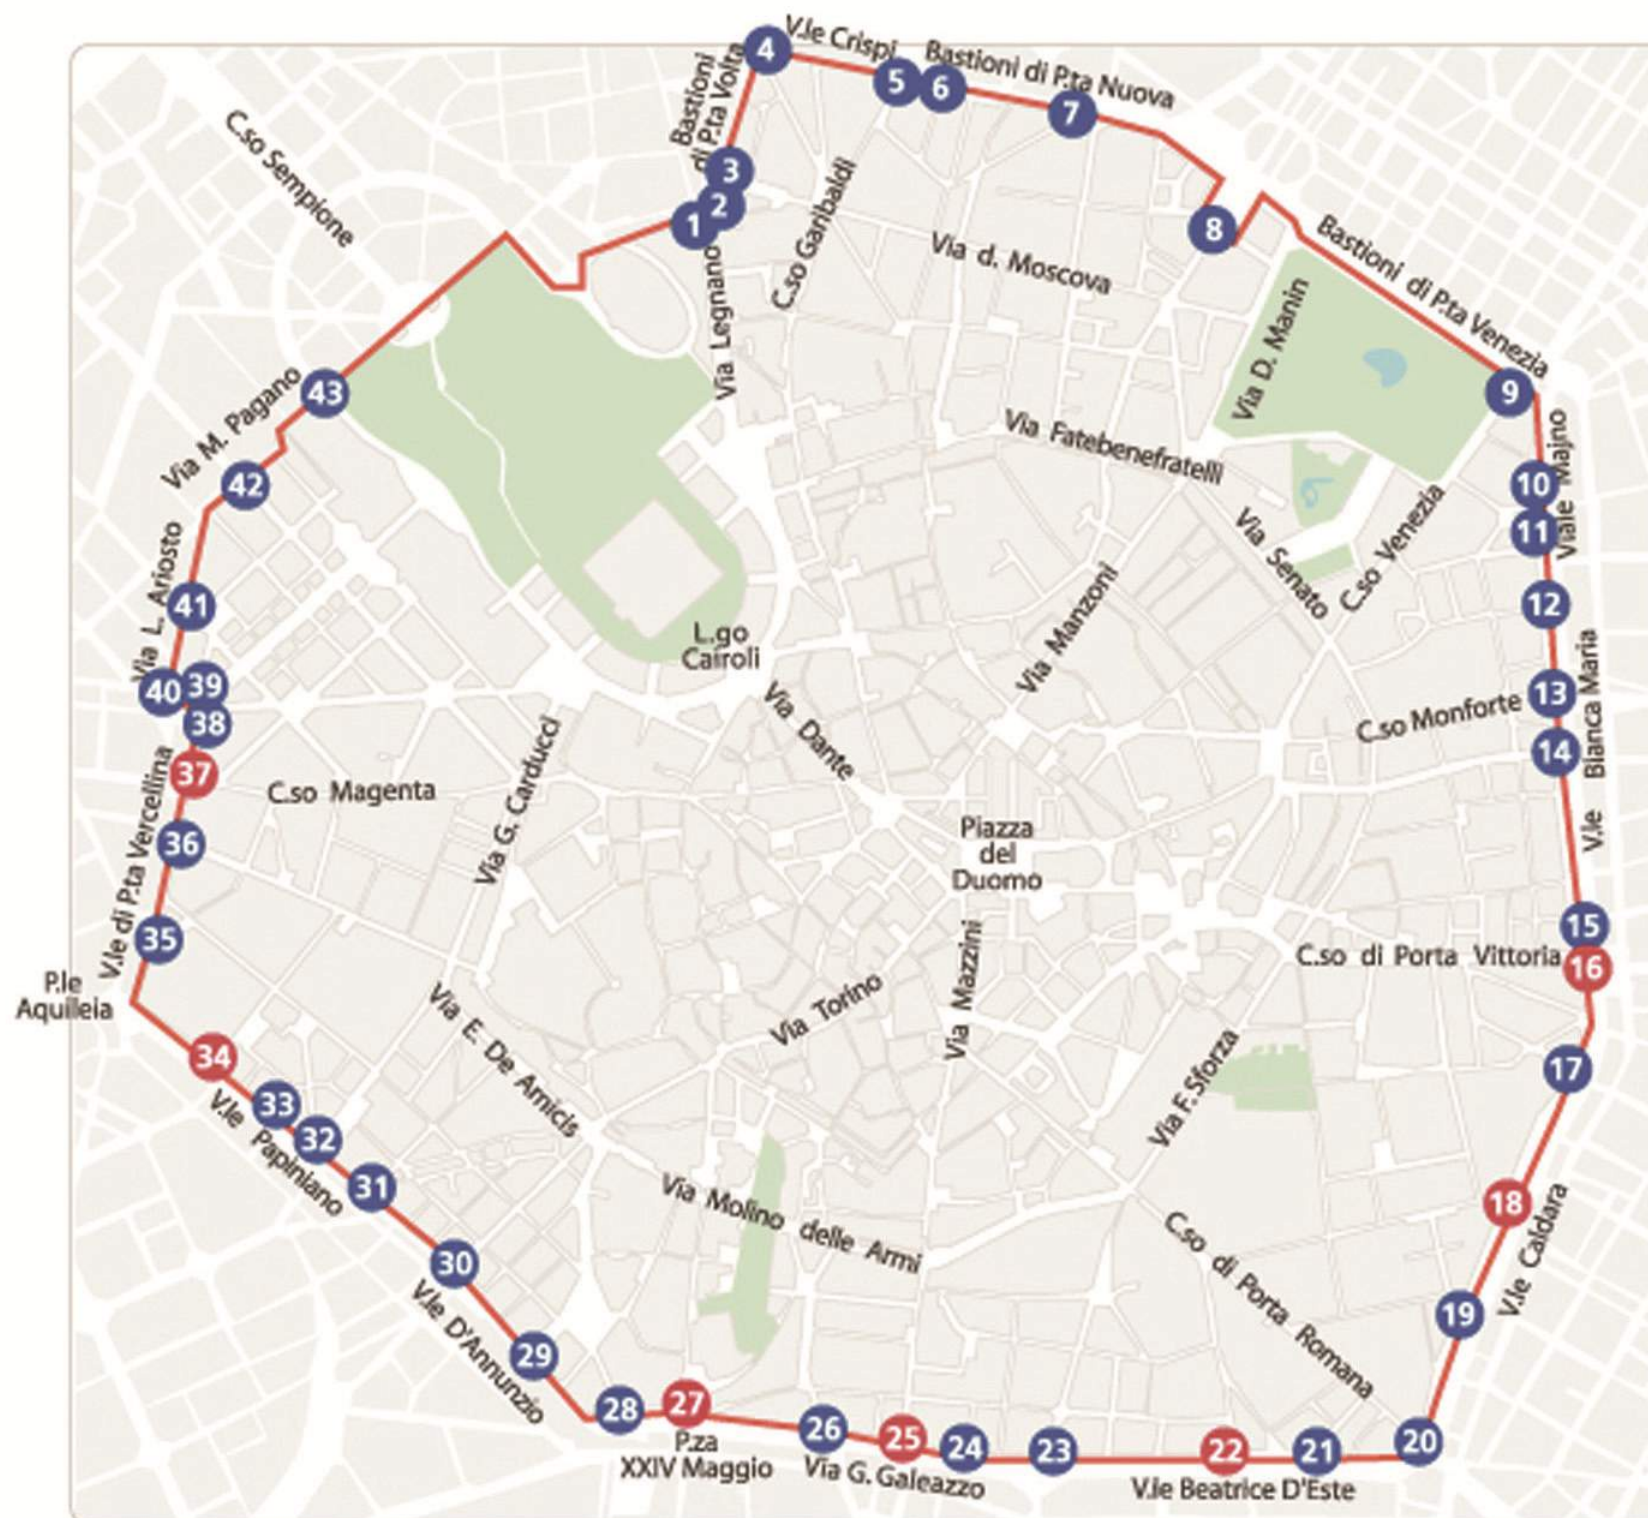 4
V.le Crispi
5
6
Bastioni di P.ta Nuova
7
Bastioni
di P.ta Volta
3
2
1
C.so Sempione
C.so Garibaldi
Via Legnano
Via d. Moscova
8
Bastioni di P.ta Venezia
Via D. Manin
9
43
Via M. Pagano
42
Via Fatebenefratelli
10
11
Viale Majno
Via Senato
C.so Venezia
Via L. Ariosto
41
12
Via Manzoni
L.go
Cairoli
40
39
38
13
C.so Monforte
V.le Bianca Maria
14
Via Dante
37
C.so Magenta
Via G. Carducci
V.le di P.ta Vercellina
36
Piazza
del
Duomo
35
15
C.so di Porta Vittoria
16
P.le
Aquileia
Via Mazzini
Via Torino
Via E. De Amicis
34
33
32
31
V.le Papiniano
17
Via F. Sforza
18
V.le Caldara
Via Molino delle Armi
C.so di Porta Romana
30
V.le D'Annunzio
29
19
28
27
P.za
XXIV Maggio
26
25
24
Via G. Galeazzo
23
22
21
20
V.le Beatrice D'Este